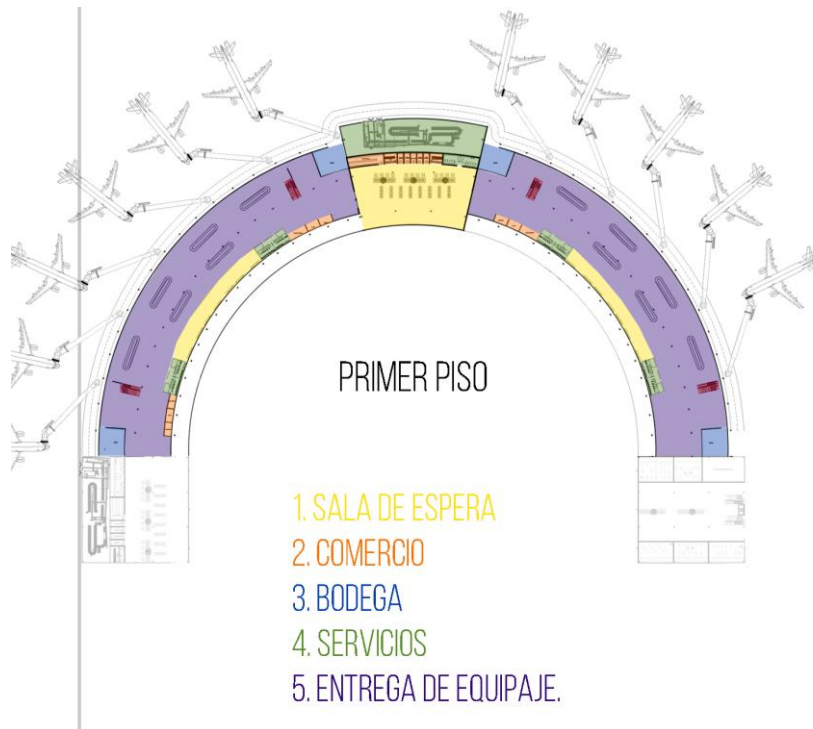 PRIMER PISO
1. SALA DE ESPERA
2. COMERCIO
3. BODEGA
4. SERVICIOS
5. ENTREGA DE EQUIPAJE.